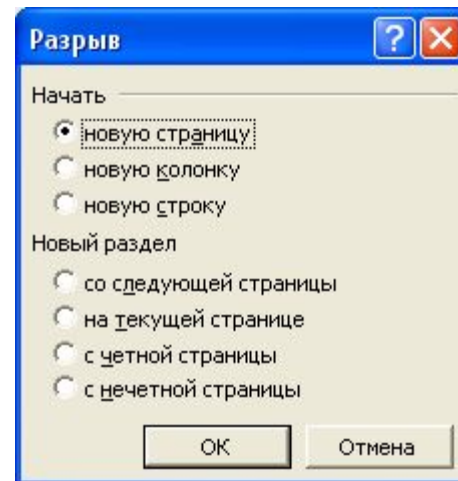 Разрыв
Начать
новую страницу
новую колонку
новую строку
Новый раздел
со следующей страницы
на текущей странице
с четной страницы
с нечетной страницы
ОК Отмена